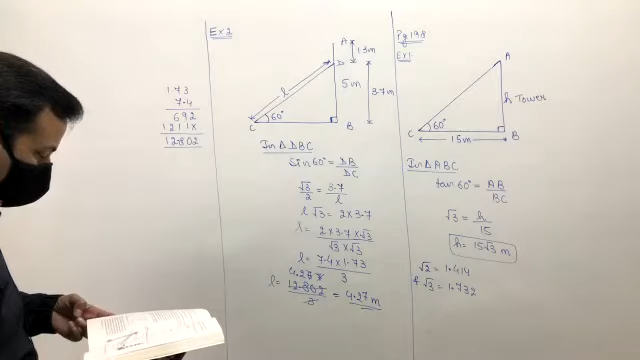 1.73
7.4
692
1211x
12.802
Ex 2
A
1.3m
D
l
5m
3.7m
60°
C
B
In △ DBC
sin 60° = DB/DC
√3/2 = 3.7/l
l √3 = 2 × 3.7
l = 2 × 3.7 × √3 / √3 × √3
l = 7.4 × 1.73 / 3
4.27
l = 12.802 / 3 = 4.27 m
Pg 198
Ex 1
A
h Tower
60°
C
B
15m
In △ ABC
tan 60° = AB/BC
√3 = h/15
h = 15√3 m
√2 = 1.414
& √3 = 1.732